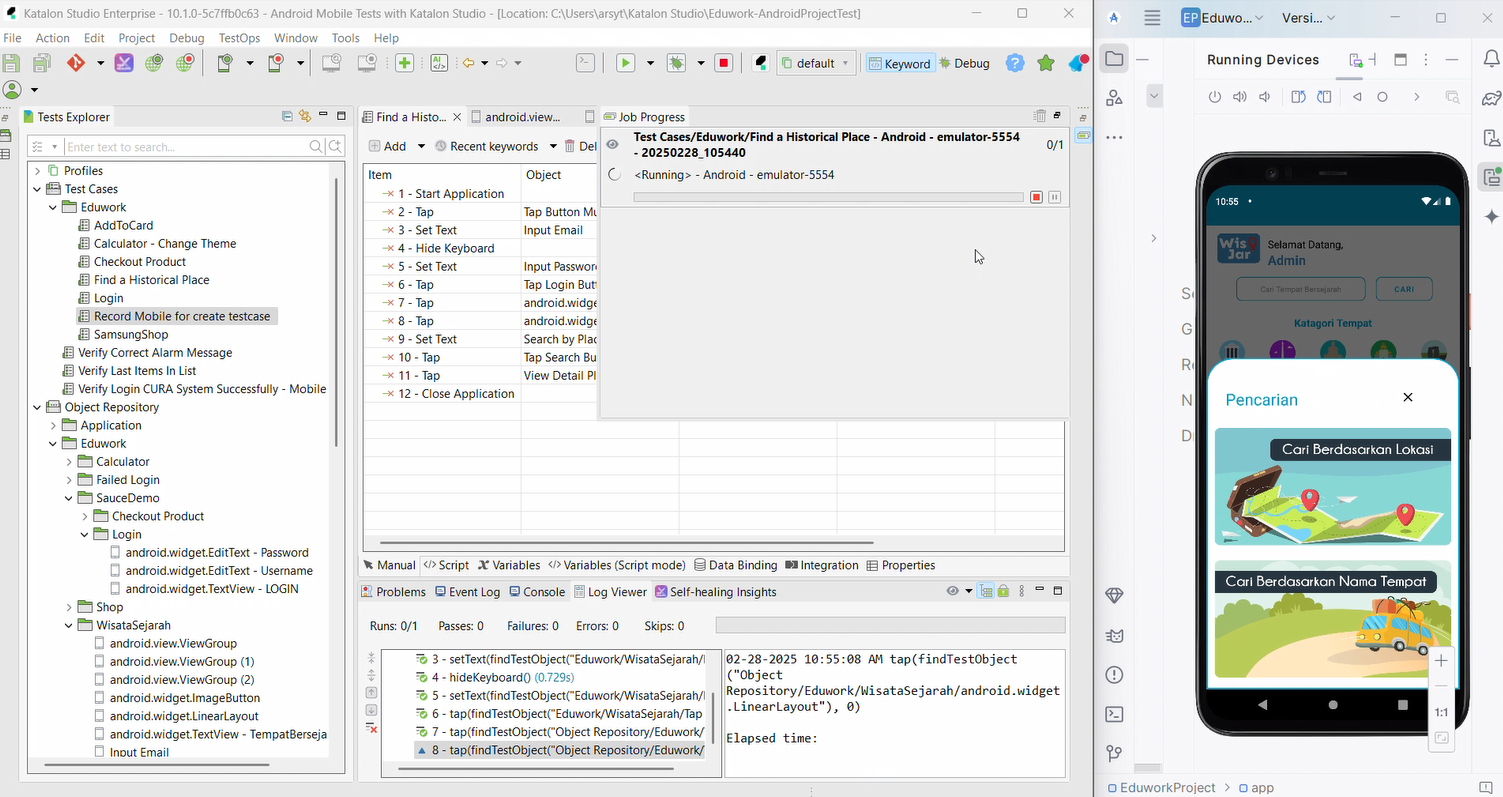 Katalon Studio Enterprise - 10.1.0-5c7ffb0c63 - Android Mobile Tests with Katalon Studio - [Location: C:\Users\arsyt\Katalon Studio\Eduwork-AndroidProjectTest]
File Action Edit Project Debug TestOps Window Tools Help
default
Keyword
Debug
Tests Explorer
Enter text to search...
Profiles
Test Cases
Eduwork
AddToCard
Calculator - Change Theme
Checkout Product
Find a Historical Place
Login
Record Mobile for create testcase
SamsungShop
Verify Correct Alarm Message
Verify Last Items In List
Verify Login CURA System Successfully - Mobile
Object Repository
Application
Eduwork
Calculator
Failed Login
SauceDemo
Checkout Product
Login
android.widget.EditText - Password
android.widget.EditText - Username
android.widget.TextView - LOGIN
Shop
WisataSejarah
android.view.ViewGroup
android.view.ViewGroup (1)
android.view.ViewGroup (2)
android.widget.ImageButton
android.widget.LinearLayout
android.widget.TextView - TempatBerseja
Input Email
Find a Histo...
android.view...
Add
Recent keywords
Del
Item Object
1 - Start Application
2 - Tap Tap Button Mu
3 - Set Text Input Email
4 - Hide Keyboard
5 - Set Text Input Passwor
6 - Tap Tap Login But
7 - Tap android.widge
8 - Tap android.widge
9 - Set Text Search by Plac
10 - Tap Tap Search Bu
11 - Tap View Detail Pl
12 - Close Application
Job Progress
Test Cases/Eduwork/Find a Historical Place - Android - emulator-5554
- 20250228_105440
0/1
<Running> - Android - emulator-5554
Manual Script Variables Variables (Script mode) Data Binding Integration Properties
Problems Event Log Console Log Viewer Self-healing Insights
Runs: 0/1 Passes: 0 Failures: 0 Errors: 0 Skips: 0
3 - setText(findTestObject("Eduwork/WisataSejarah/I
4 - hideKeyboard() (0.729s)
5 - setText(findTestObject("Eduwork/WisataSejarah/I
6 - tap(findTestObject("Eduwork/WisataSejarah/Tap
7 - tap(findTestObject("Object Repository/Eduwork/
8 - tap(findTestObject("Object Repository/Eduwork/
02-28-2025 10:55:08 AM tap(findTestObject
("Object
Repository/Eduwork/WisataSejarah/android.widget
.LinearLayout"), 0)
Elapsed time:
EP Eduwo...
Versi...
Running Devices
10:55
Wis
Jar
Selamat Datang,
Admin
Cari Tempat Bersejarah
CARI
Katagori Tempat
Pencarian
Cari Berdasarkan Lokasi
Cari Berdasarkan Nama Tempat
1:1
EduworkProject > app